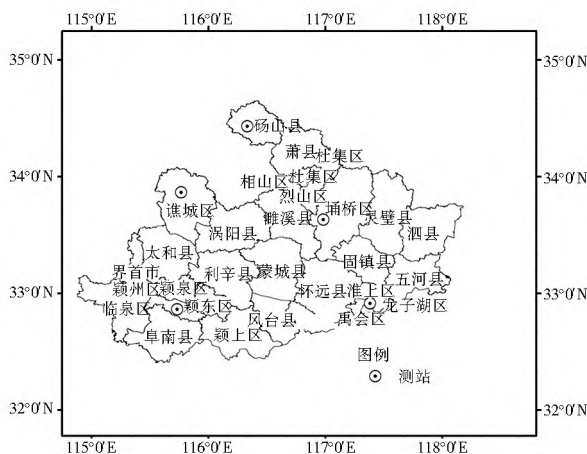 115°0′E 116°0′E 117°0′E 118°0′E
35°0′N 35°0′N
砀山县
萧县
杜集区
34°0′N 34°0′N
杜集区
相山区
烈山区
谯城区
埇桥区
灵璧县
濉溪县
涡阳县
泗县
太和县
固镇县
界首市
利辛县
蒙城县
五河县
33°0′N 33°0′N
颍州区
颍泉区
怀远县
淮上区
临泉区
颍东区
龙子湖区
凤台县
禹会区
阜南县
颍上区
图例
测站
32°0′N 32°0′N
115°0′E 116°0′E 117°0′E 118°0′E